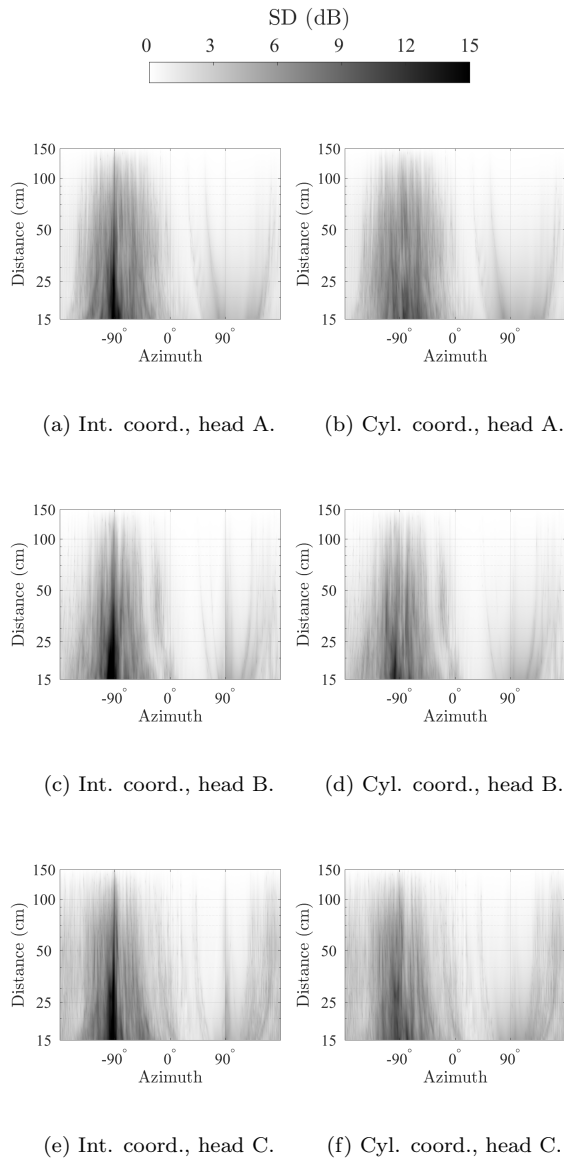 SD (dB)
0 3 6 9 12 15
150
100
50
25
15
Distance (cm)
-90° 0° 90°
Azimuth
(a) Int. coord., head A.
150
100
50
25
15
Distance (cm)
-90° 0° 90°
Azimuth
(b) Cyl. coord., head A.
150
100
50
25
15
Distance (cm)
-90° 0° 90°
Azimuth
(c) Int. coord., head B.
150
100
50
25
15
Distance (cm)
-90° 0° 90°
Azimuth
(d) Cyl. coord., head B.
150
100
50
25
15
Distance (cm)
-90° 0° 90°
Azimuth
(e) Int. coord., head C.
150
100
50
25
15
Distance (cm)
-90° 0° 90°
Azimuth
(f) Cyl. coord., head C.